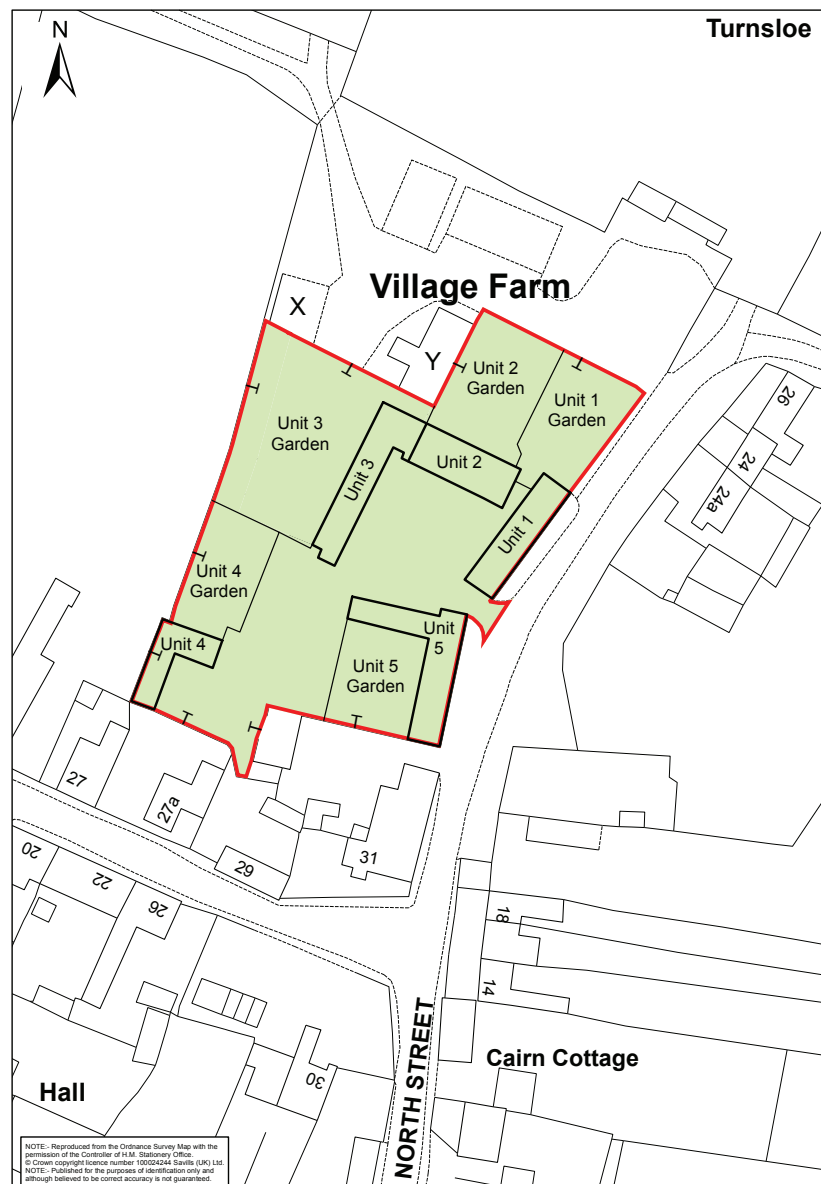 Turnsloe
N
Village Farm
X
Y
Unit 2
Garden
Unit 1
Garden
Unit 3
Garden
Unit 2
Unit 3
Unit 1
Unit 4
Garden
Unit 4
Unit
5
Unit 5
Garden
26
24
24a
27
27a
29
31
20
22
26
18
14
30
NORTH STREET
Cairn Cottage
Hall
NOTE:- Reproduced from the Ordnance Survey Map with the
permission of the Controller of H.M. Stationery Office.
© Crown copyright licence number 100024244 Savills (UK) Ltd.
NOTE:- Published for the purposes of identification only and
although believed to be correct accuracy is not guaranteed.